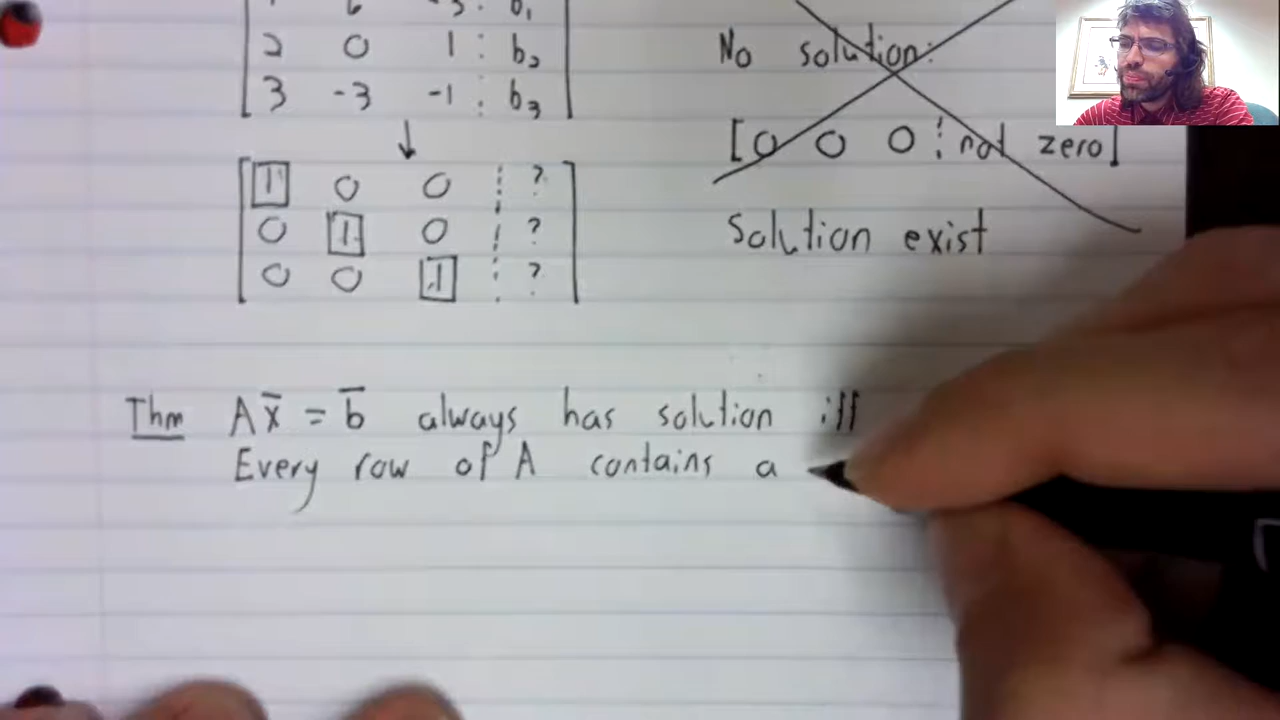 2 0 1 : b₂
3 -3 -1 : b₃
No solution:
[0 0 0 ¦ not zero]
↓
1 0 0 ¦ ?
0 1 0 ¦ ?
0 0 1 ¦ ?
Solution exist
Thm Ax̄ = b̄ always has solution iff
Every row of A contains a